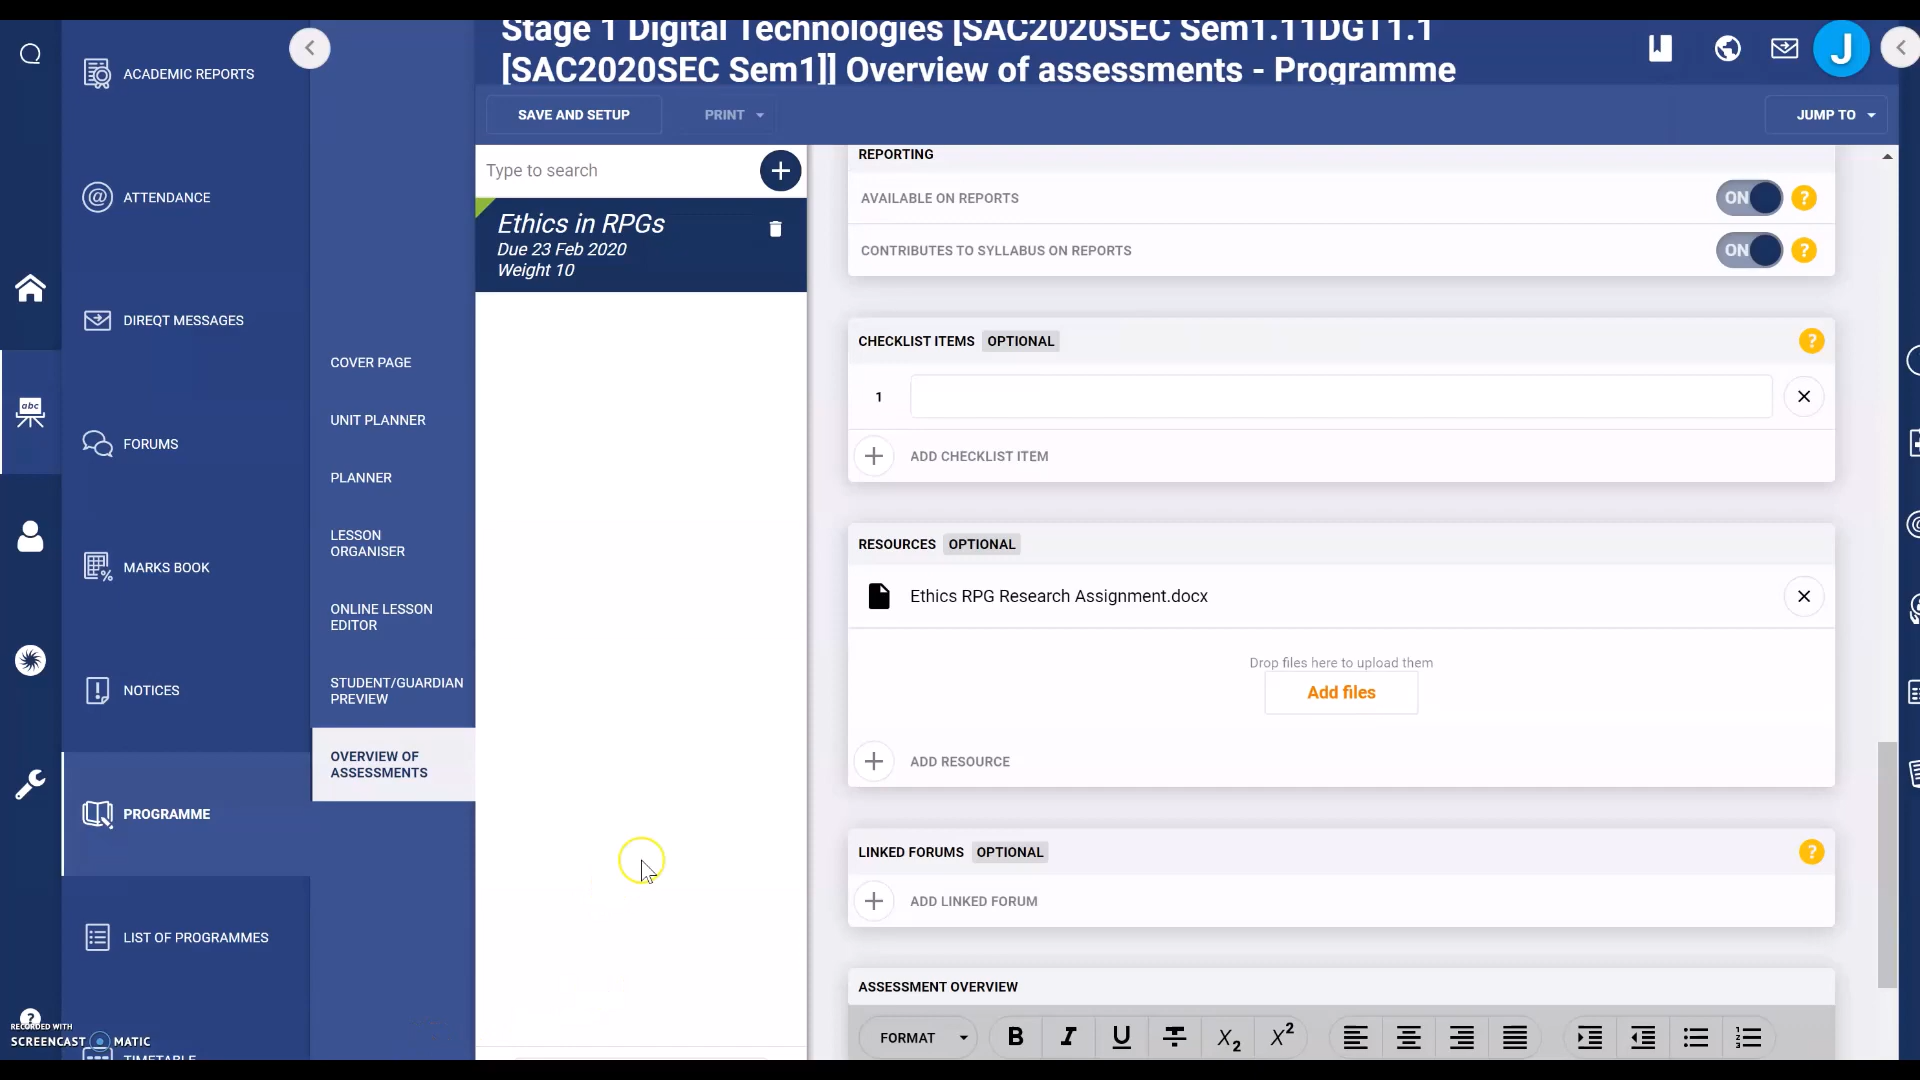 Stage 1 Digital Technologies [SAC2020SEC Sem1.11DGT1.1
[SAC2020SEC Sem1]] Overview of assessments - Programme
J
SAVE AND SETUP
PRINT
JUMP TO
ACADEMIC REPORTS
ATTENDANCE
DIREQT MESSAGES
FORUMS
MARKS BOOK
NOTICES
PROGRAMME
LIST OF PROGRAMMES
TIMETABLE
abc
?
RECORDED WITH
SCREENCAST MATIC
COVER PAGE
UNIT PLANNER
PLANNER
LESSON
ORGANISER
ONLINE LESSON
EDITOR
STUDENT/GUARDIAN
PREVIEW
OVERVIEW OF
ASSESSMENTS
Type to search
Ethics in RPGs
Due 23 Feb 2020
Weight 10
REPORTING
AVAILABLE ON REPORTS
ON ?
CONTRIBUTES TO SYLLABUS ON REPORTS
ON ?
CHECKLIST ITEMS OPTIONAL ?
1
ADD CHECKLIST ITEM
RESOURCES OPTIONAL
Ethics RPG Research Assignment.docx
Drop files here to upload them
Add files
ADD RESOURCE
LINKED FORUMS OPTIONAL ?
ADD LINKED FORUM
ASSESSMENT OVERVIEW
FORMAT B I U X2 X2